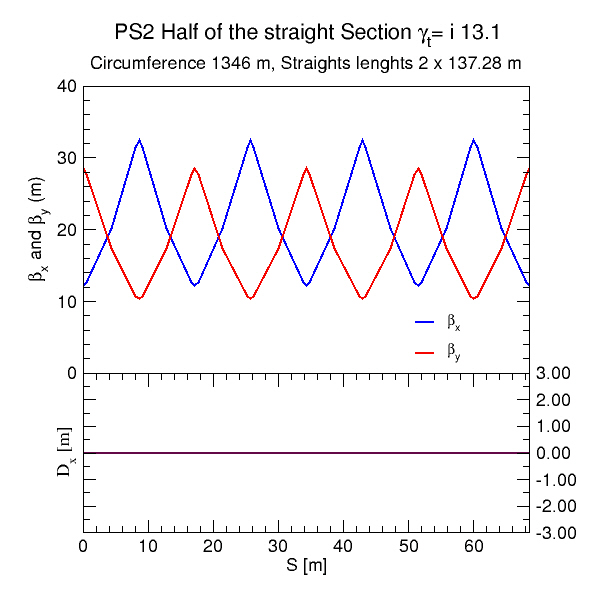 PS2 Half of the straight Section γt= i 13.1
Circumference 1346 m, Straights lenghts 2 x 137.28 m
40
30
20
10
0
βx and βy (m)
βx
βy
3.00
2.00
1.00
0.00
-1.00
-2.00
-3.00
Dx [m]
0 10 20 30 40 50 60
S [m]